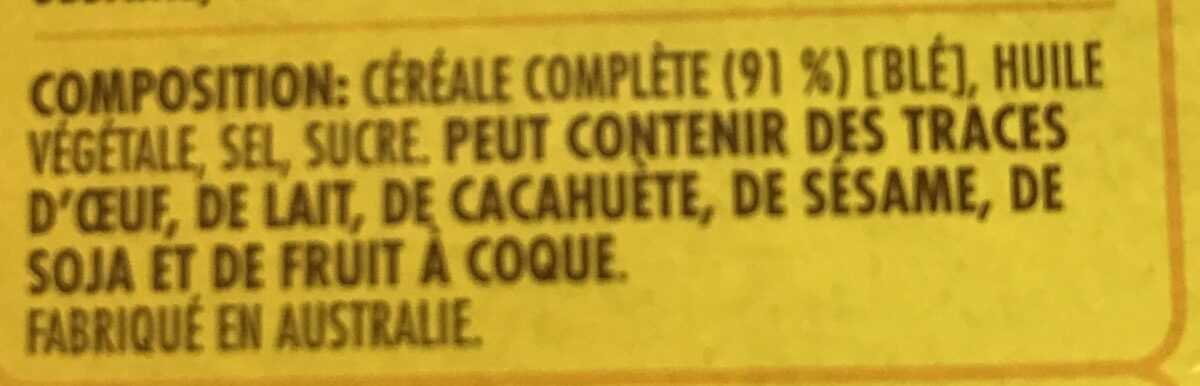 COMPOSITION: CÉRÉALE COMPLÈTE (91 %) [BLÉ], HUILE
VÉGÉTALE, SEL, SUCRE. PEUT CONTENIR DES TRACES
D'ŒUF, DE LAIT, DE CACAHUÈTE, DE SÉSAME, DE
SOJA ET DE FRUIT À COQUE.
FABRIQUÉ EN AUSTRALIE.